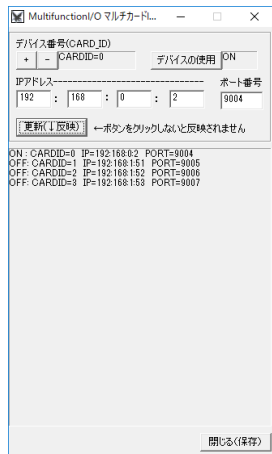 MultifunctionI/O マルチカードI...
デバイス番号(CARD_ID)
+ - CARDID=0 デバイスの使用 ON
IPアドレス------------------------------ ポート番号
192 : 168 : 0 : 2 9004
更新(↓反映) ←ボタンをクリックしないと反映されません
ON : CARDID=0 IP=192:168:0:2 PORT=9004
OFF: CARDID=1 IP=192:168:1:51 PORT=9005
OFF: CARDID=2 IP=192:168:1:52 PORT=9006
OFF: CARDID=3 IP=192:168:1:53 PORT=9007
閉じる(保存)